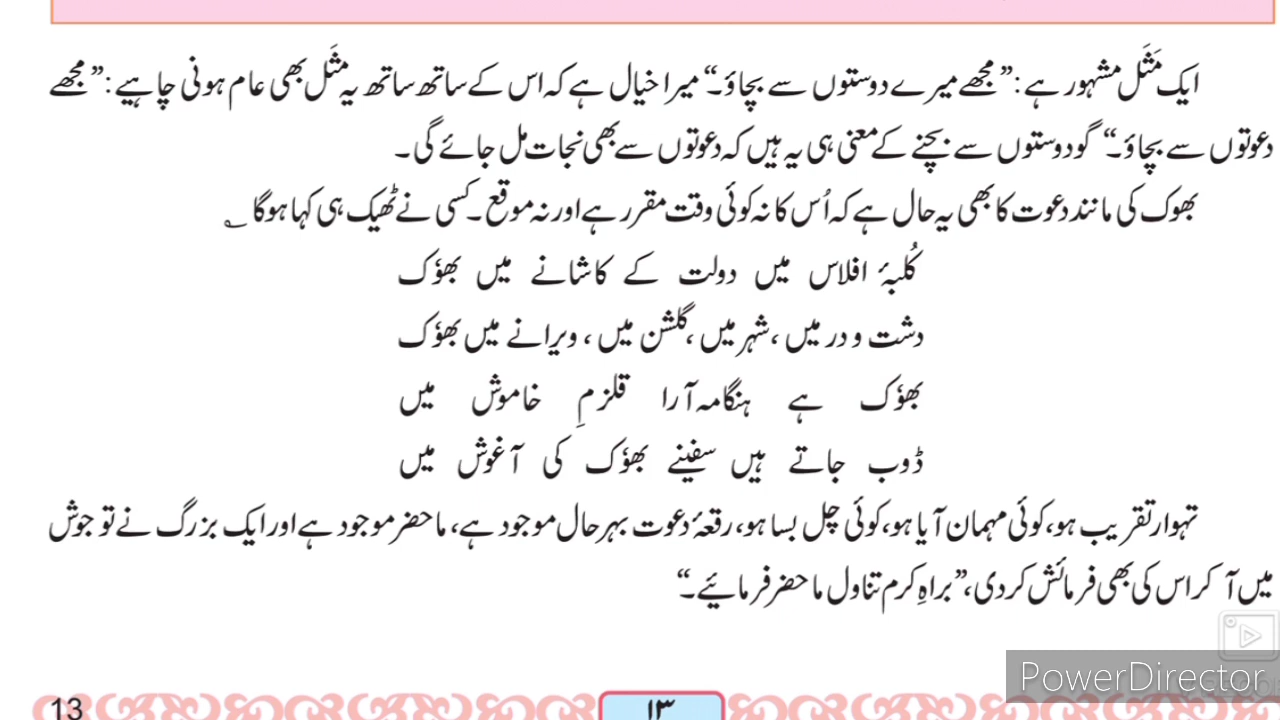 ایک مَثَل مشہور ہے: ”مجھے میرے دوستوں سے بچاؤ۔“ میرا خیال ہے کہ اس کے ساتھ ساتھ یہ مثَل بھی عام ہونی چاہیے: ”مجھے
دعوتوں سے بچاؤ۔“ گو دوستوں سے بچنے کے معنی ہی یہ ہیں کہ دعوتوں سے بھی نجات مل جائے گی۔
بھوک کی مانند دعوت کا بھی یہ حال ہے کہ اُس کا نہ کوئی وقت مقرر ہے اور نہ موقع۔ کسی نے ٹھیک ہی کہا ہوگا ؎
کُلبۂ افلاس میں دولت کے کاشانے میں بھوٗک
دشت و در میں، شہر میں، گلشن میں، ویرانے میں بھوٗک
بھوٗک ہے ہنگامہ آرا قلزمِ خاموش میں
ڈوب جاتے ہیں سفینے بھوٗک کی آغوش میں
تہوار تقریب ہو، کوئی مہمان آیا ہو، کوئی چل بسا ہو، رقعۂ دعوت بہر حال موجود ہے، ماحضر موجود ہے اور ایک بزرگ نے تو جوش
میں آ کر اس کی بھی فرمائش کر دی، ”براہِ کرم تناول ماحضر فرمائیے۔“
PowerDirector
13
۱۳